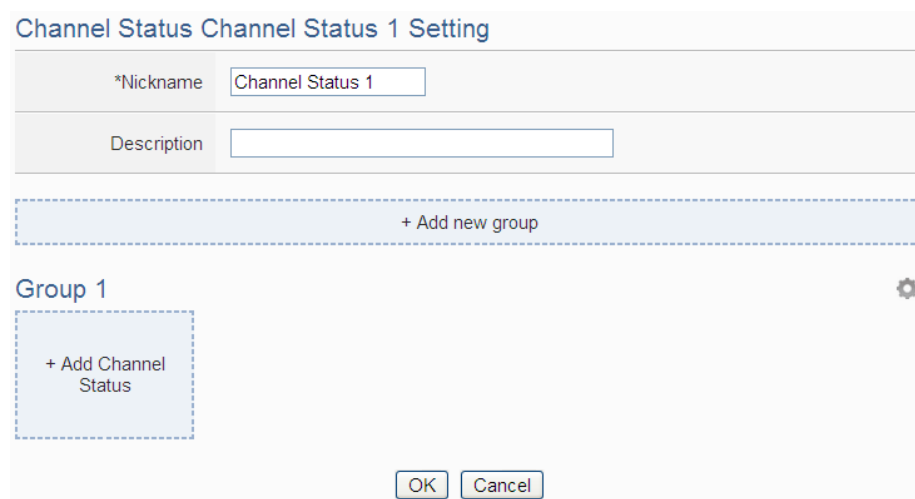 Channel Status Channel Status 1 Setting
*Nickname Channel Status 1
Description
+ Add new group
Group 1
+ Add Channel
Status
OK Cancel